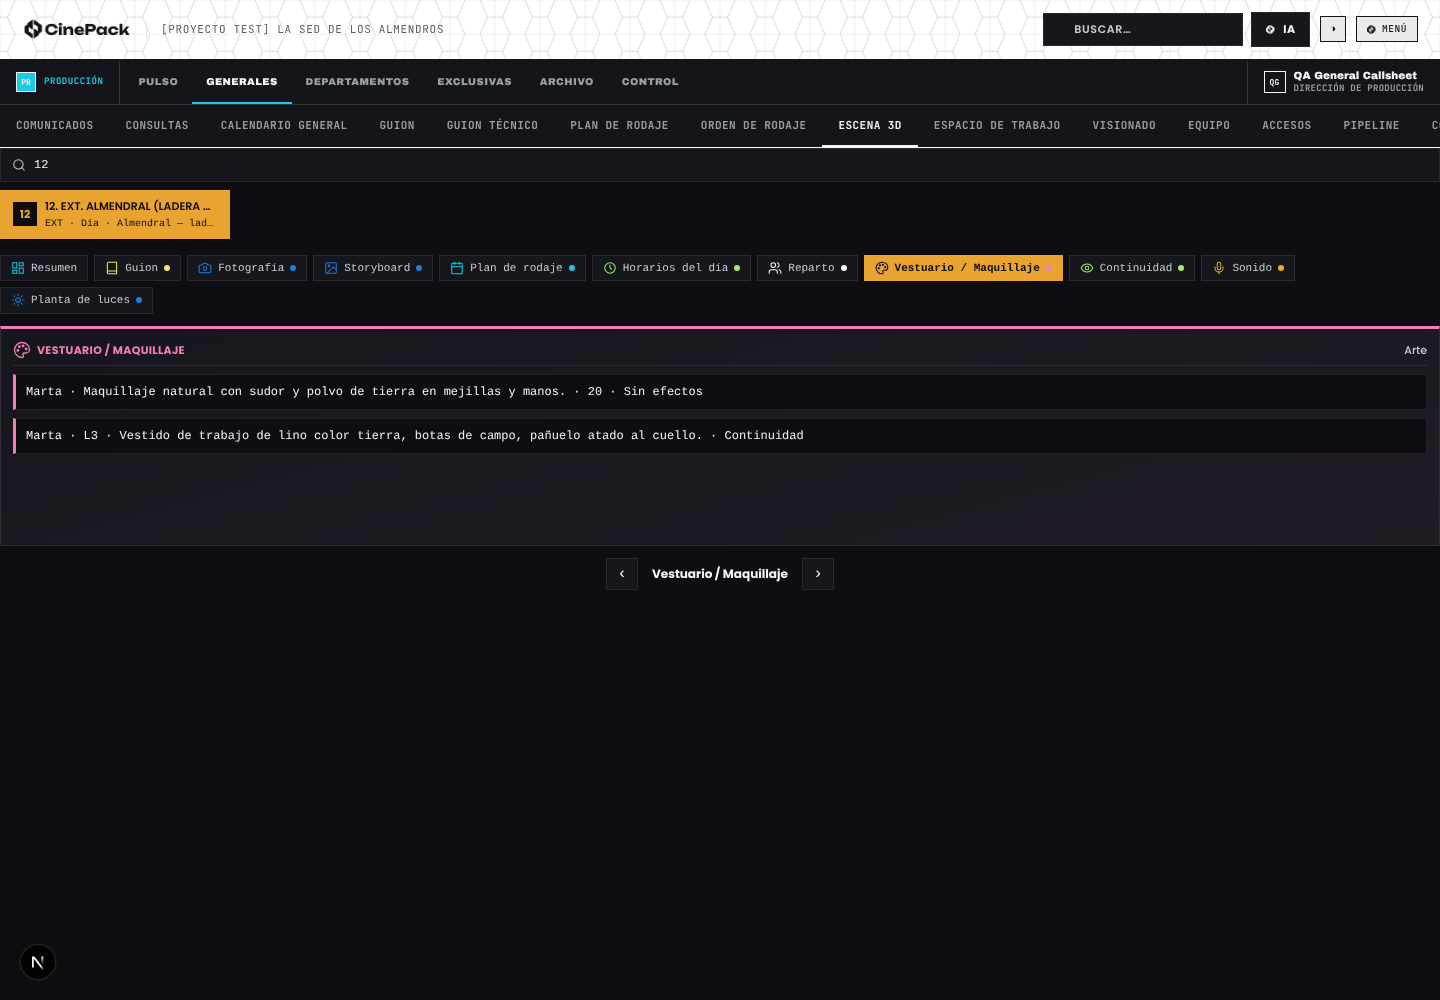 CinePack
[PROYECTO TEST] LA SED DE LOS ALMENDROS
BUSCAR…
IA
MENÚ
PR PRODUCCIÓN
PULSO
GENERALES
DEPARTAMENTOS
EXCLUSIVAS
ARCHIVO
CONTROL
QG
QA General Callsheet
DIRECCIÓN DE PRODUCCIÓN
COMUNICADOS
CONSULTAS
CALENDARIO GENERAL
GUION
GUION TÉCNICO
PLAN DE RODAJE
ORDEN DE RODAJE
ESCENA 3D
ESPACIO DE TRABAJO
VISIONADO
EQUIPO
ACCESOS
PIPELINE
12
12
12. EXT. ALMENDRAL (LADERA …
EXT · Día · Almendral — lad…
Resumen
Guion
Fotografía
Storyboard
Plan de rodaje
Horarios del día
Reparto
Vestuario / Maquillaje
Continuidad
Sonido
Planta de luces
VESTUARIO / MAQUILLAJE
Arte
Marta · Maquillaje natural con sudor y polvo de tierra en mejillas y manos. · 20 · Sin efectos
Marta · L3 · Vestido de trabajo de lino color tierra, botas de campo, pañuelo atado al cuello. · Continuidad
‹ Vestuario / Maquillaje ›
N